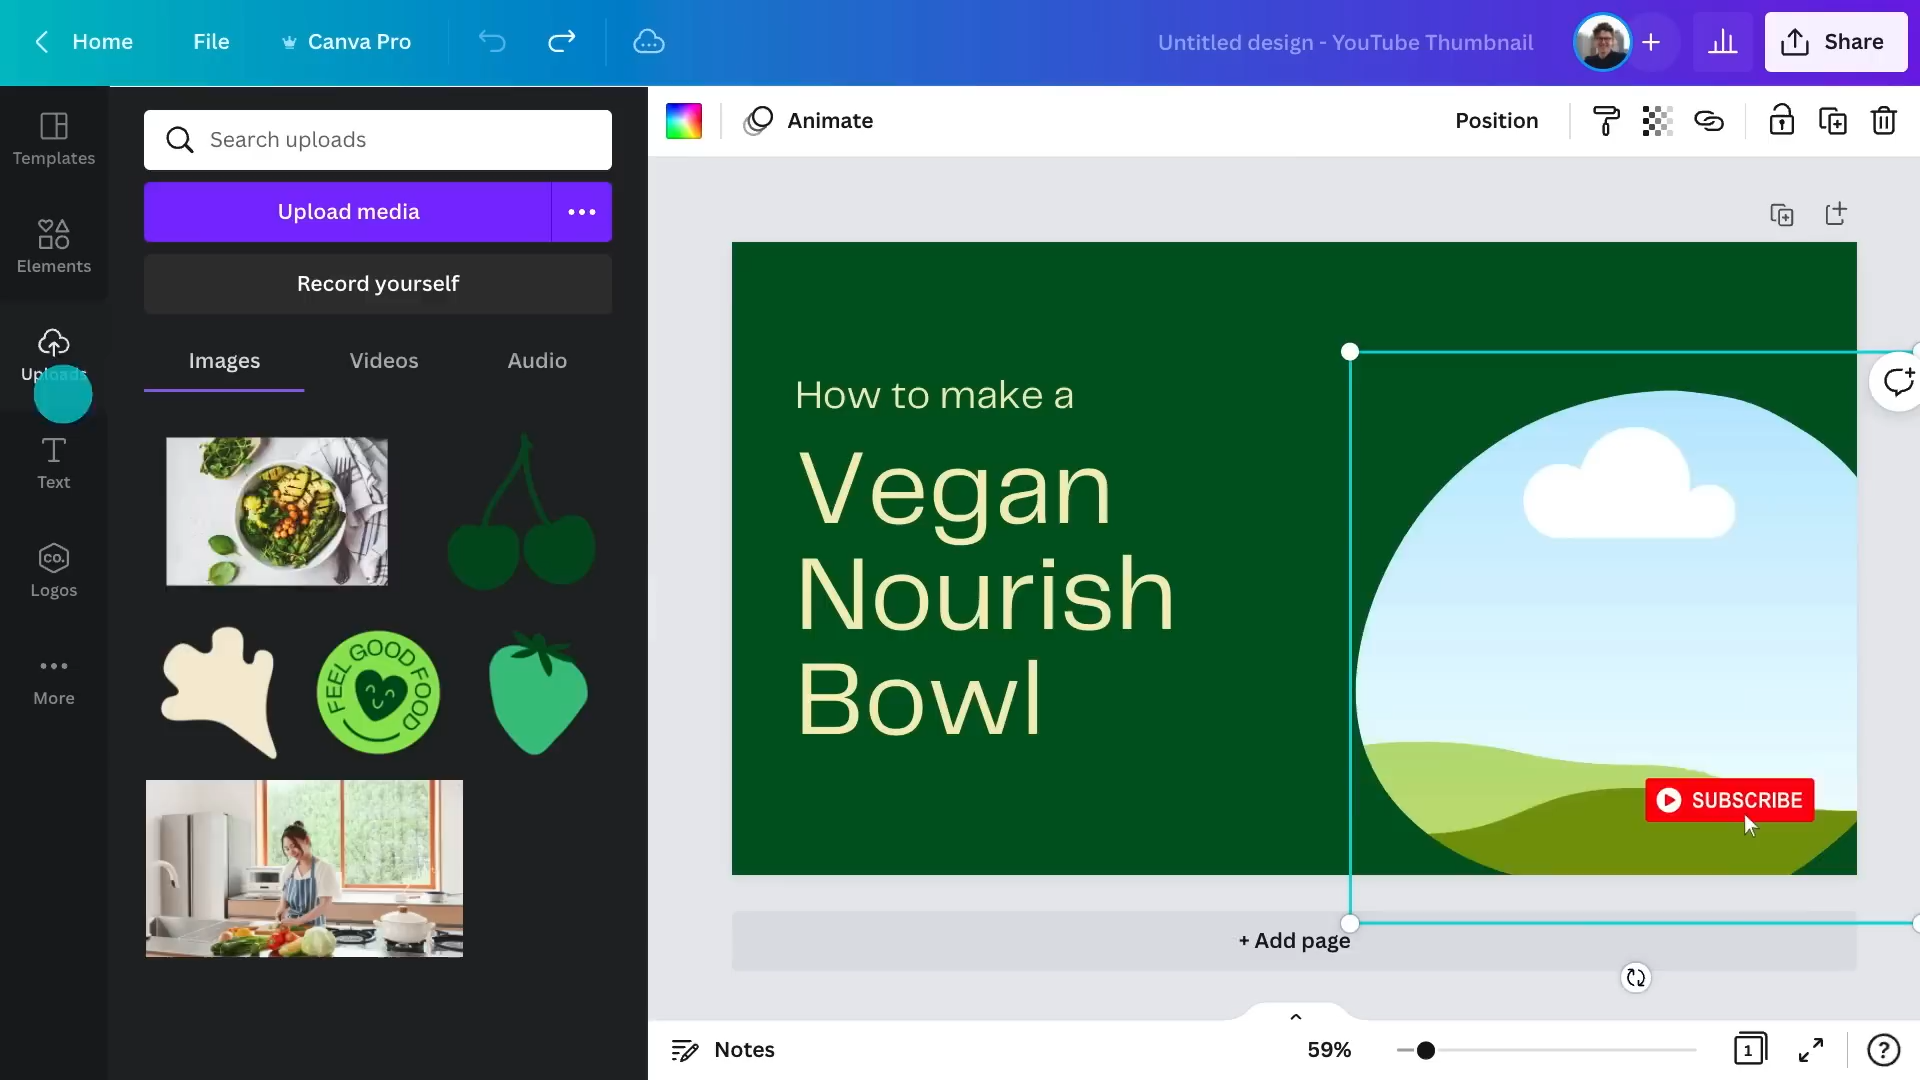 Home
File
Canva Pro
Untitled design - YouTube Thumbnail
+
Share
Templates
Elements
Uploads
Text
CO.
Logos
More
Search uploads
Upload media
Record yourself
Images
Videos
Audio
FEEL GOOD FOOD
Animate
Position
How to make a
Vegan
Nourish
Bowl
SUBSCRIBE
+ Add page
Notes
59%
1
?